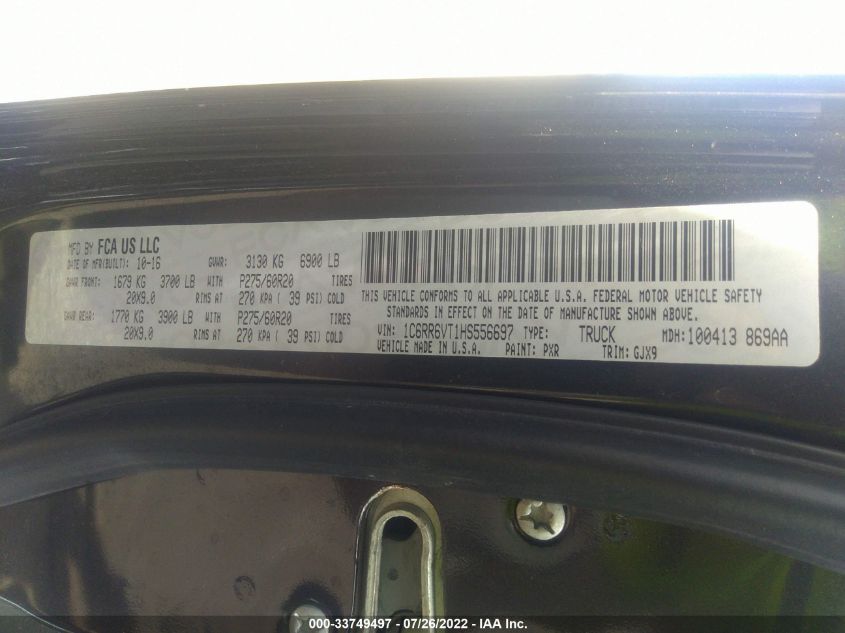 MFD BY FCA US LLC
DATE OF MFR(BUILT): 10-16 GVWR: 3130 KG 6900 LB
GAWR FRONT: 1679 KG 3700 LB WITH P275/60R20 TIRES
20X9.0 RIMS AT 270 KPA ( 39 PSI) COLD
GAWR REAR: 1770 KG 3900 LB WITH P275/60R20 TIRES
20X9.0 RIMS AT 270 KPA ( 39 PSI) COLD
THIS VEHICLE CONFORMS TO ALL APPLICABLE U.S.A. FEDERAL MOTOR VEHICLE SAFETY
STANDARDS IN EFFECT ON THE DATE OF MANUFACTURE SHOWN ABOVE.
VIN: 1C6RR6VT1HS556697 TYPE: TRUCK MDH:100413 869AA
VEHICLE MADE IN U.S.A. PAINT: PXR TRIM: GJX9
000-33749497 - 07/26/2022 - IAA Inc.